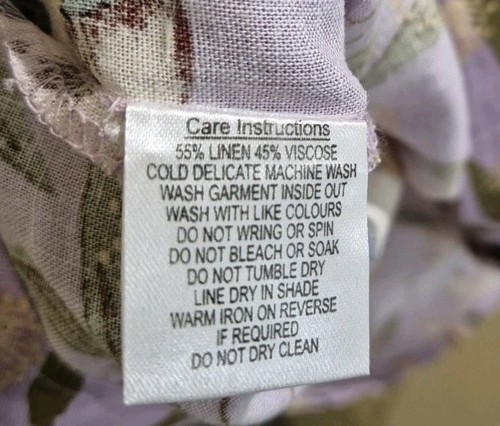 Care Instructions
55% LINEN 45% VISCOSE
COLD DELICATE MACHINE WASH
WASH GARMENT INSIDE OUT
WASH WITH LIKE COLOURS
DO NOT WRING OR SPIN
DO NOT BLEACH OR SOAK
DO NOT TUMBLE DRY
LINE DRY IN SHADE
WARM IRON ON REVERSE
IF REQUIRED
DO NOT DRY CLEAN